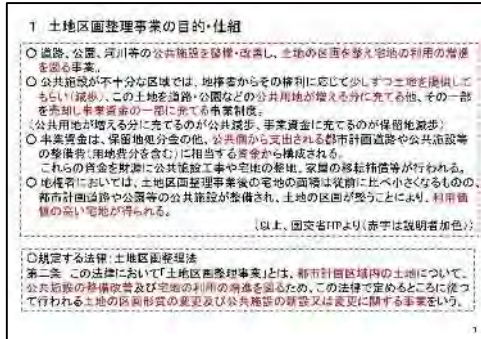 1 土地区画整理事業の目的・仕組
○ 道路、公園、河川等の公共施設を整備・改善し、土地の区画を整え宅地の利用の増進
を図る事業。
○ 公共施設が不十分な区域では、地権者からその権利に応じて少しずつ土地を提供して
もらい(減歩)、この土地を道路・公園などの公共用地が増える分に充てる他、その一部
を売却し事業資金の一部に充てる事業制度。
(公共用地が増える分に充てるのが公共減歩、事業資金に充てるのが保留地減歩)
○ 事業資金は、保留地処分金の他、公共側から支出される都市計画道路や公共施設等
の整備費(用地費分を含む)に相当する資金から構成される。
これらの資金を財源に公共施設工事や宅地の整地、家屋の移転補償等が行われる。
○ 地権者においては、土地区画整理事業後の宅地の面積は従前に比べ小さくなるものの、
都市計画道路や公園等の公共施設が整備され、土地の区画が整うことにより、利用価
値の高い宅地が得られる。
(以上、国交省HPより(赤字は説明者加色))
○規定する法律:土地区画整理法
第二条 この法律において「土地区画整理事業」とは、都市計画区域内の土地について、
公共施設の整備改善及び宅地の利用の増進を図るため、この法律で定めるところに従つ
て行われる土地の区画形質の変更及び公共施設の新設又は変更に関する事業をいう。
1